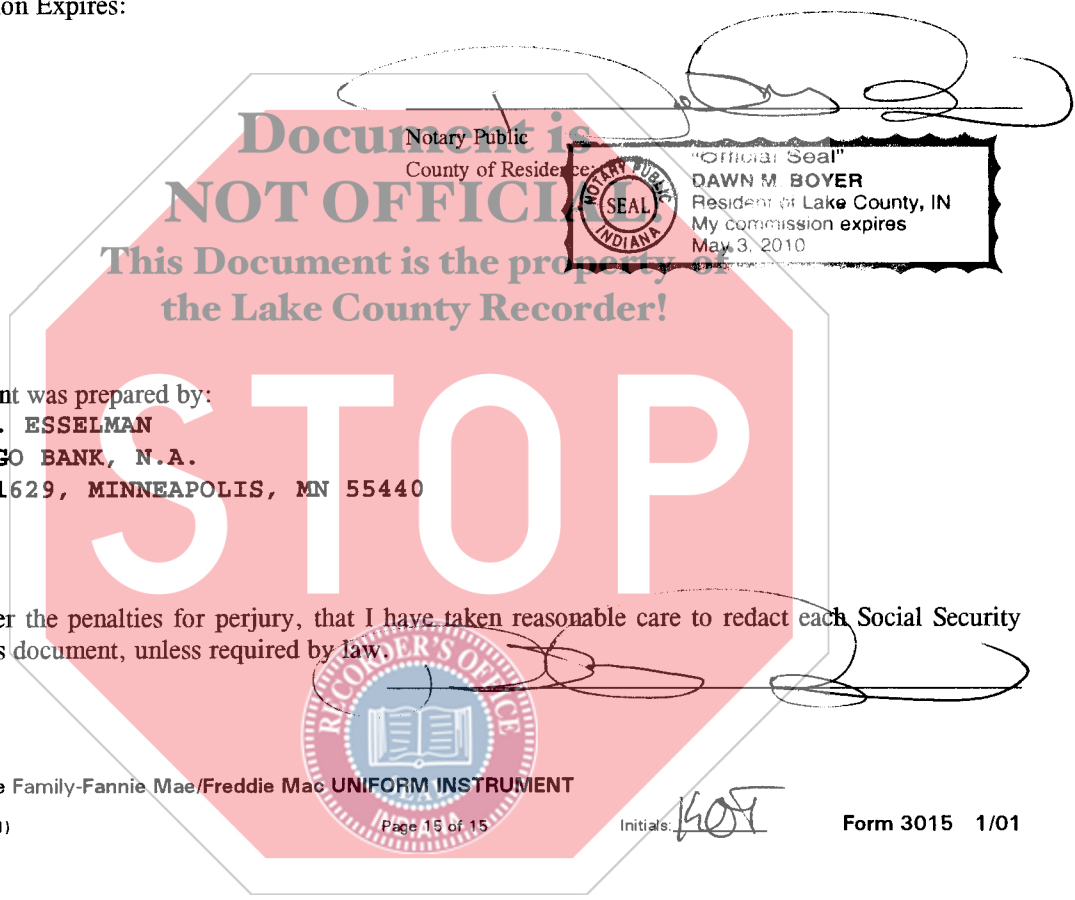 on Expires:
Document is
NOT OFFICIAL!
This Document is the property of
the Lake County Recorder!
STOP
Notary Public
County of Residence:
NOTARY PUBLIC
SEAL
INDIANA
"Official Seal"
DAWN M. BOYER
Resident of Lake County, IN
My commission expires
May 3, 2010
nt was prepared by:
. ESSELMAN
GO BANK, N.A.
1629, MINNEAPOLIS, MN 55440
er the penalties for perjury, that I have taken reasonable care to redact each Social Security
s document, unless required by law.
RECORDER'S OFFICE
SEAL
INDIANA
e Family-Fannie Mae/Freddie Mac UNIFORM INSTRUMENT
Page 15 of 15
Initials: KOT
Form 3015 1/01